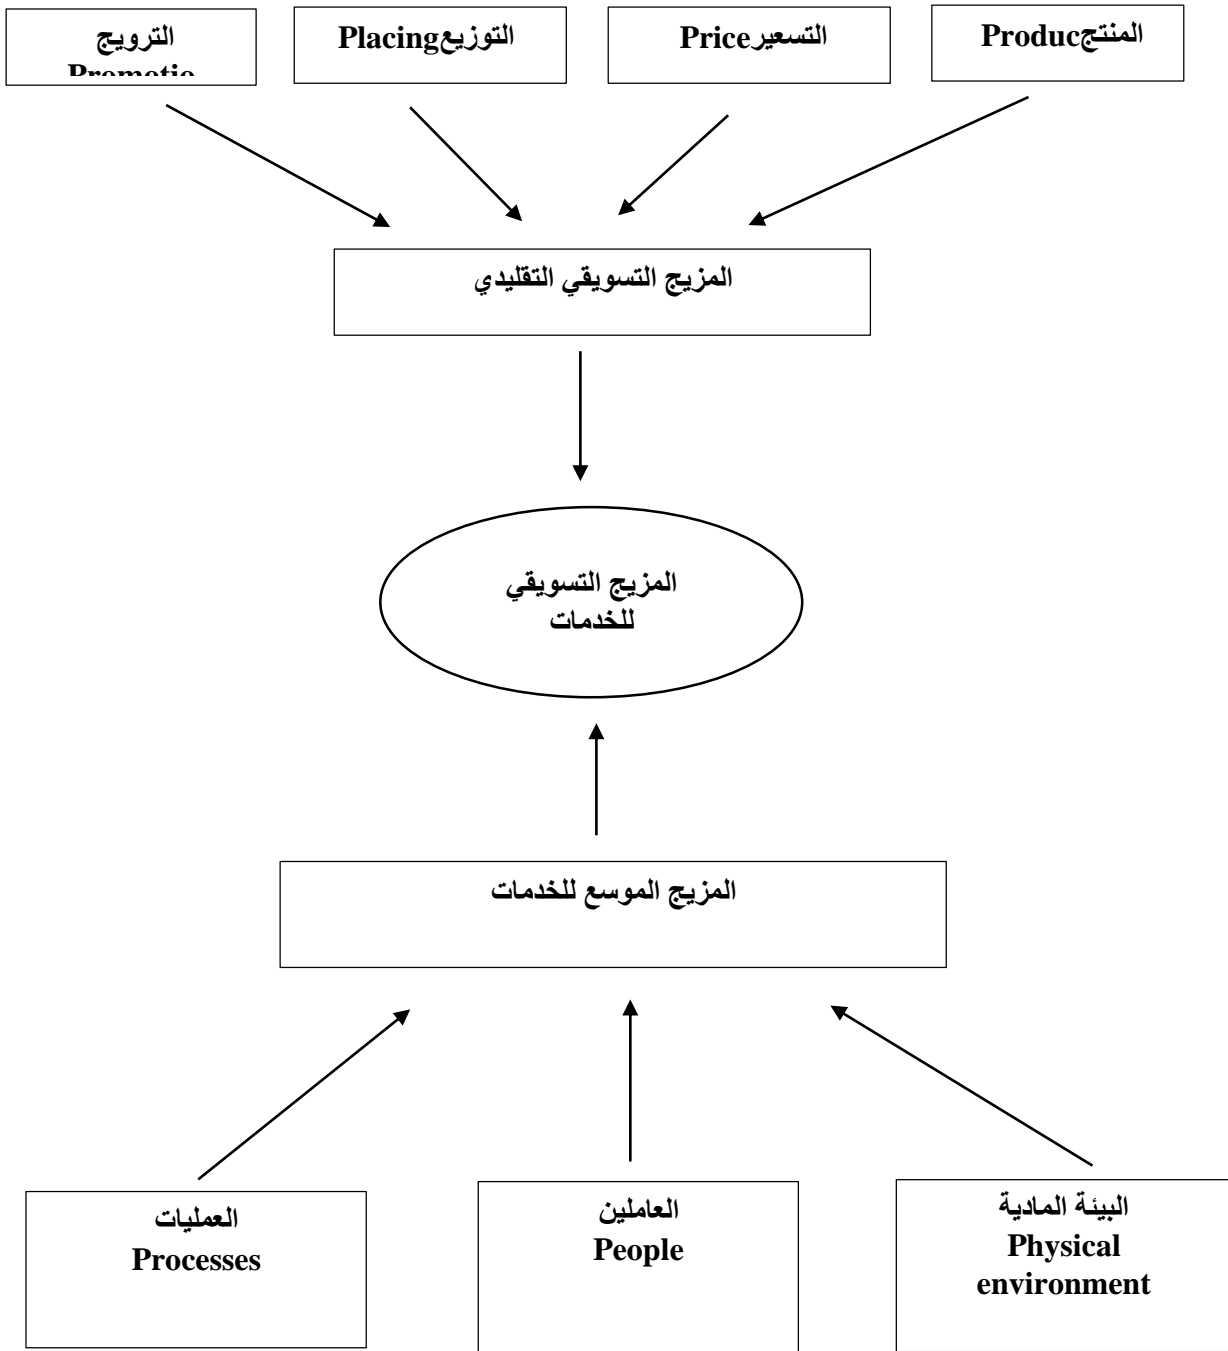 المنتجProduc
التسعيرPrice
التوزيعPlacing
الترويج
Promotio
المزيج التسويقي التقليدي
المزيج التسويقي
للخدمات
المزيج الموسع للخدمات
البيئة المادية
Physical
environment
العاملين
People
العمليات
Processes